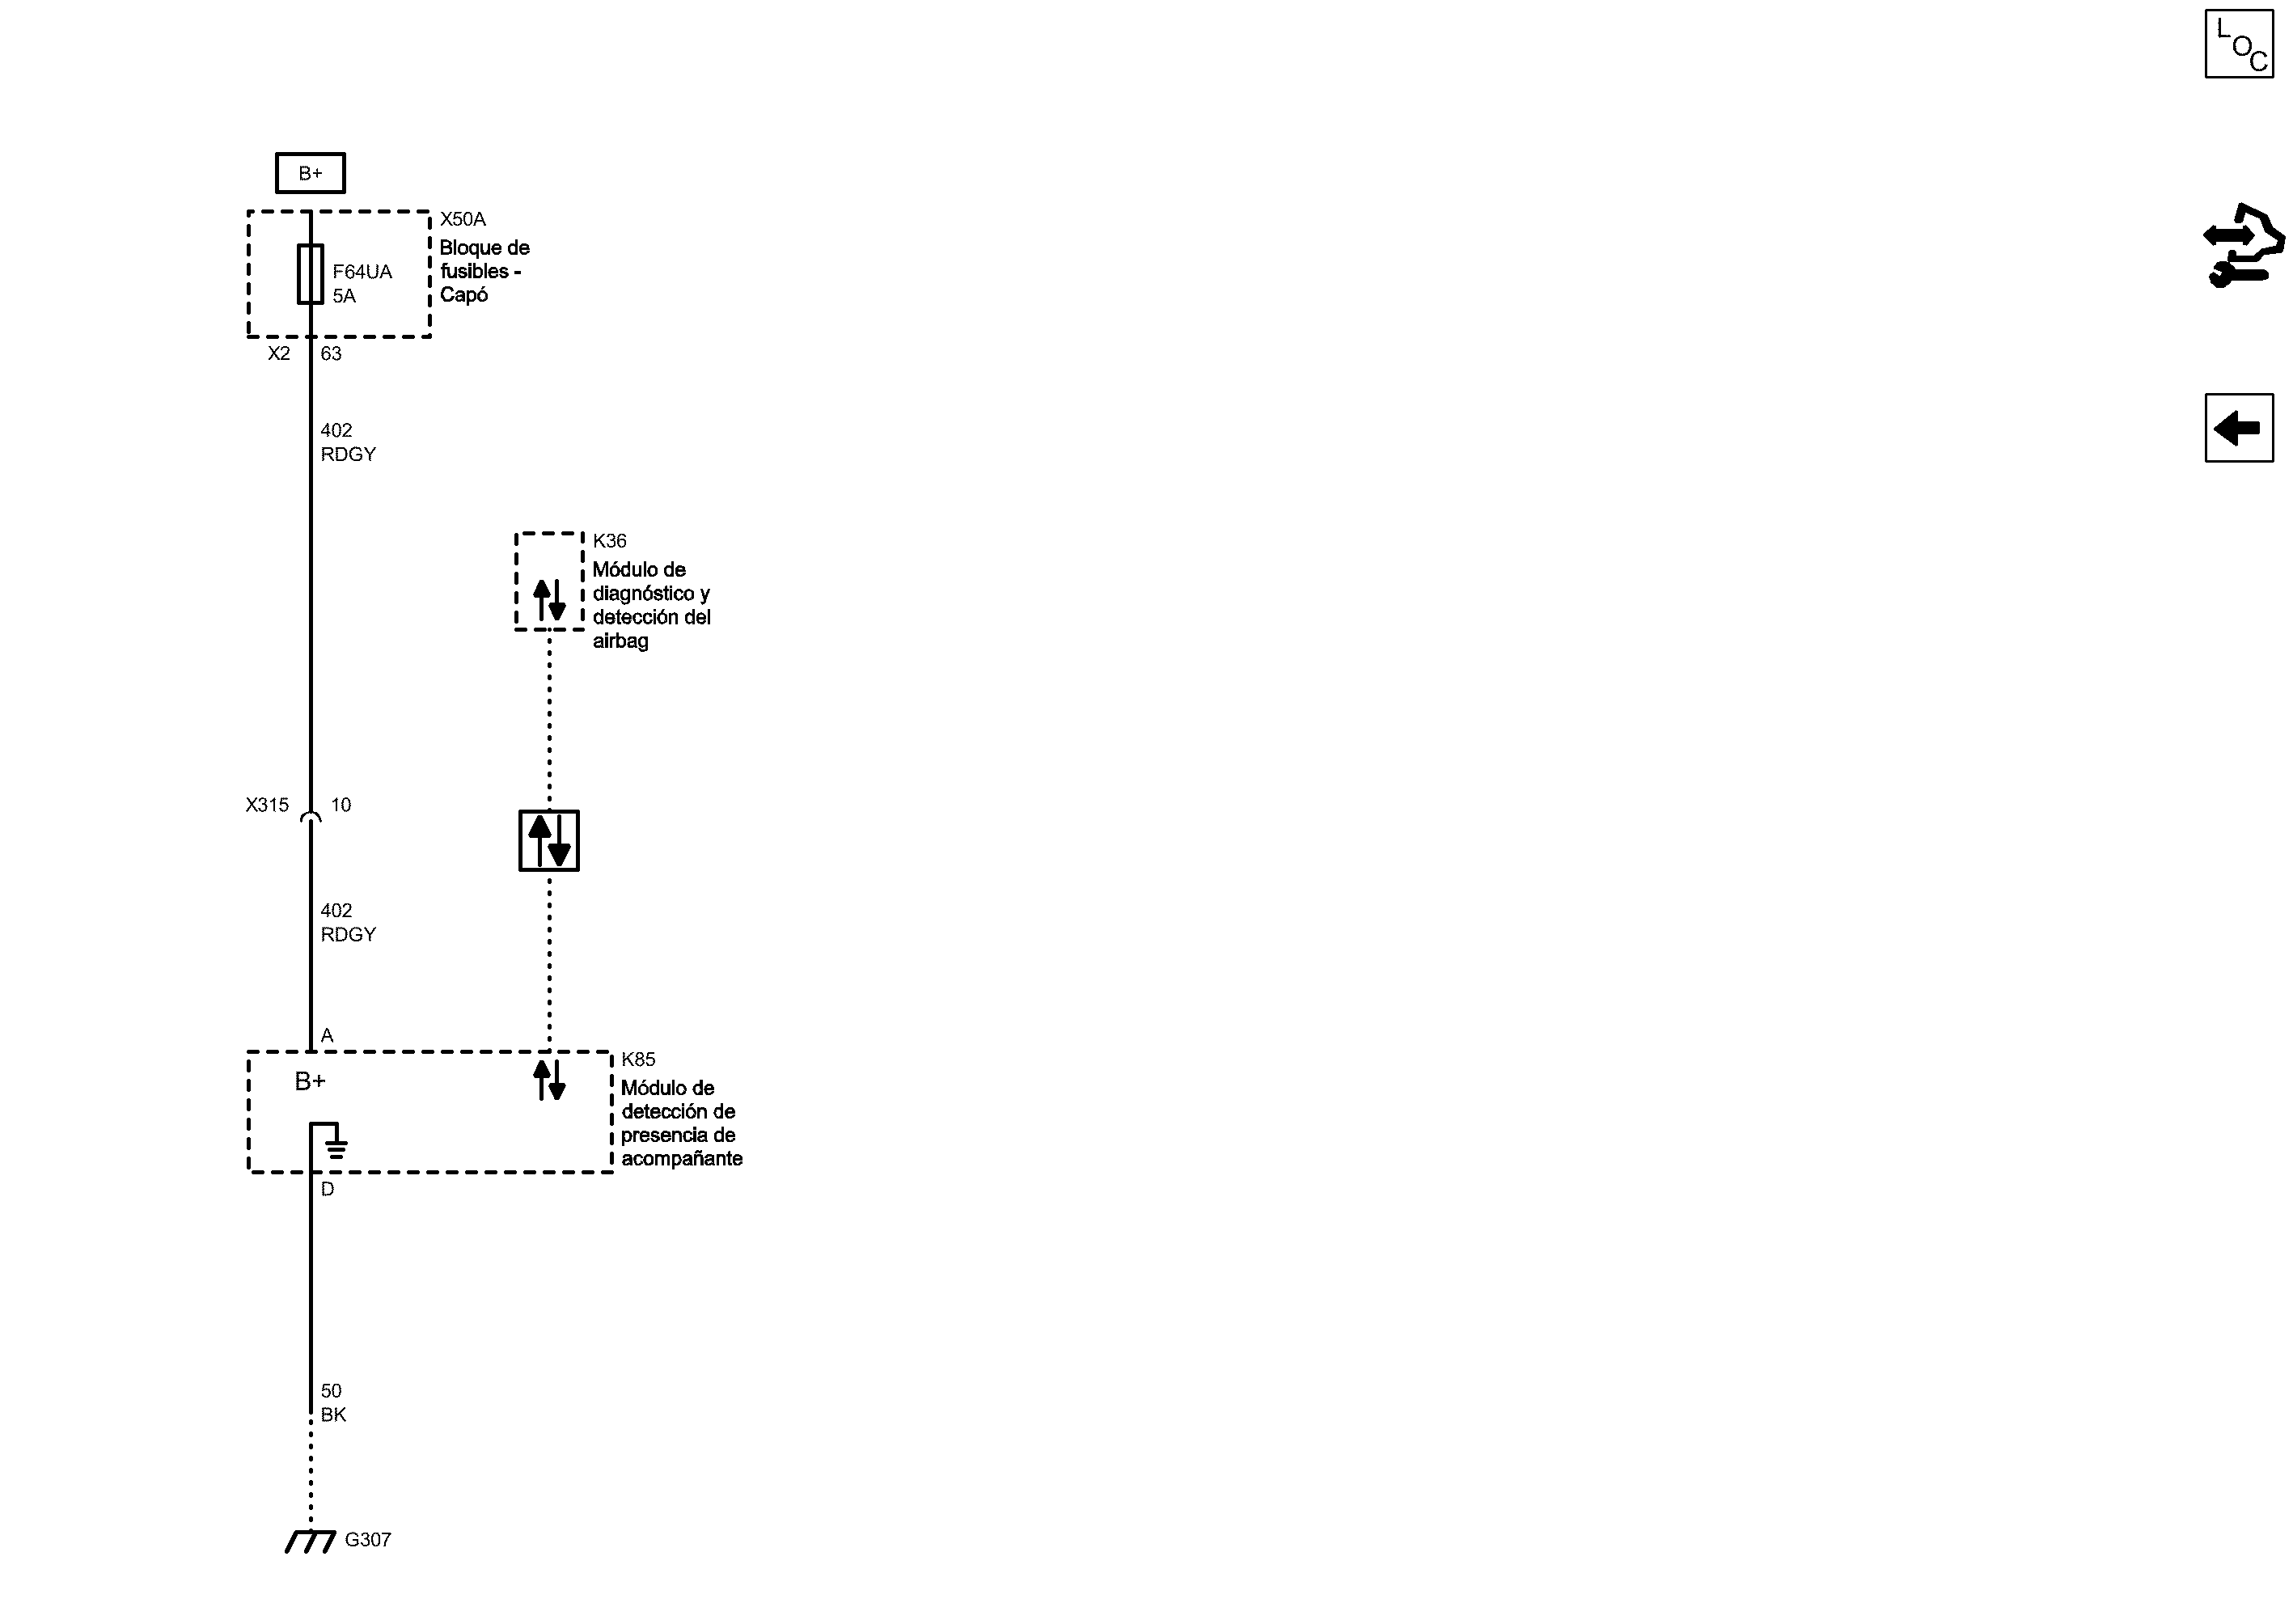 LOC
B+
X50A
Bloque de
fusibles -
Capó
F64UA
5A
X2
63
402
RDGY
K36
Módulo de
diagnóstico y
detección del
airbag
X315
10
402
RDGY
A
B+
K85
Módulo de
detección de
presencia de
acompañante
D
50
BK
G307